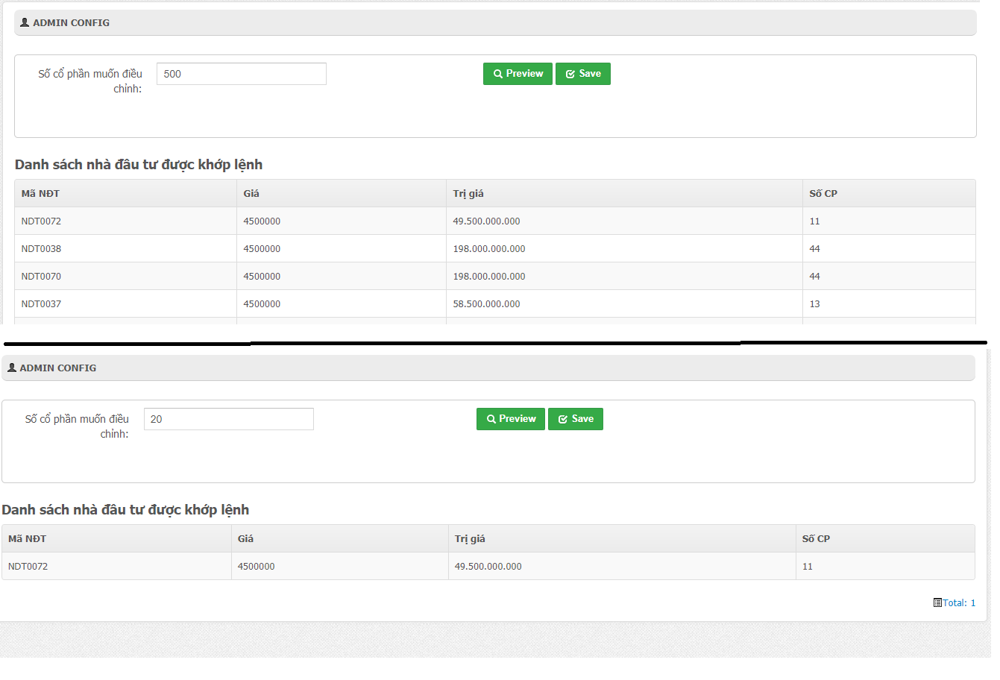 ADMIN CONFIG
Số cổ phần muốn điều
chỉnh:
500
Preview
Save
Danh sách nhà đầu tư được khớp lệnh
Mã NĐT Giá Trị giá Số CP
NDT0072 4500000 49.500.000.000 11
NDT0038 4500000 198.000.000.000 44
NDT0070 4500000 198.000.000.000 44
NDT0037 4500000 58.500.000.000 13
ADMIN CONFIG
Số cổ phần muốn điều
chỉnh:
20
Preview
Save
Danh sách nhà đầu tư được khớp lệnh
Mã NĐT Giá Trị giá Số CP
NDT0072 4500000 49.500.000.000 11
Total: 1